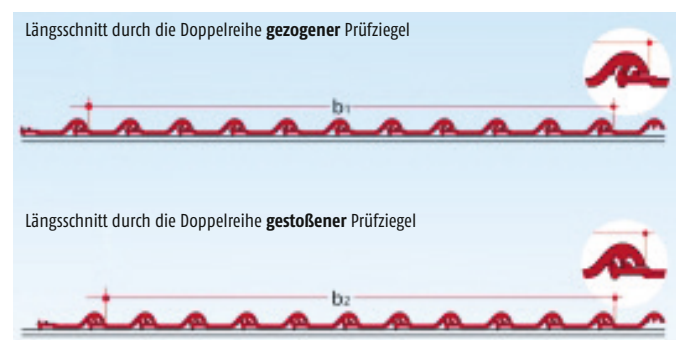 Längsschnitt durch die Doppelreihe gezogener Prüfziegel
b₁
Längsschnitt durch die Doppelreihe gestoßener Prüfziegel
b₂